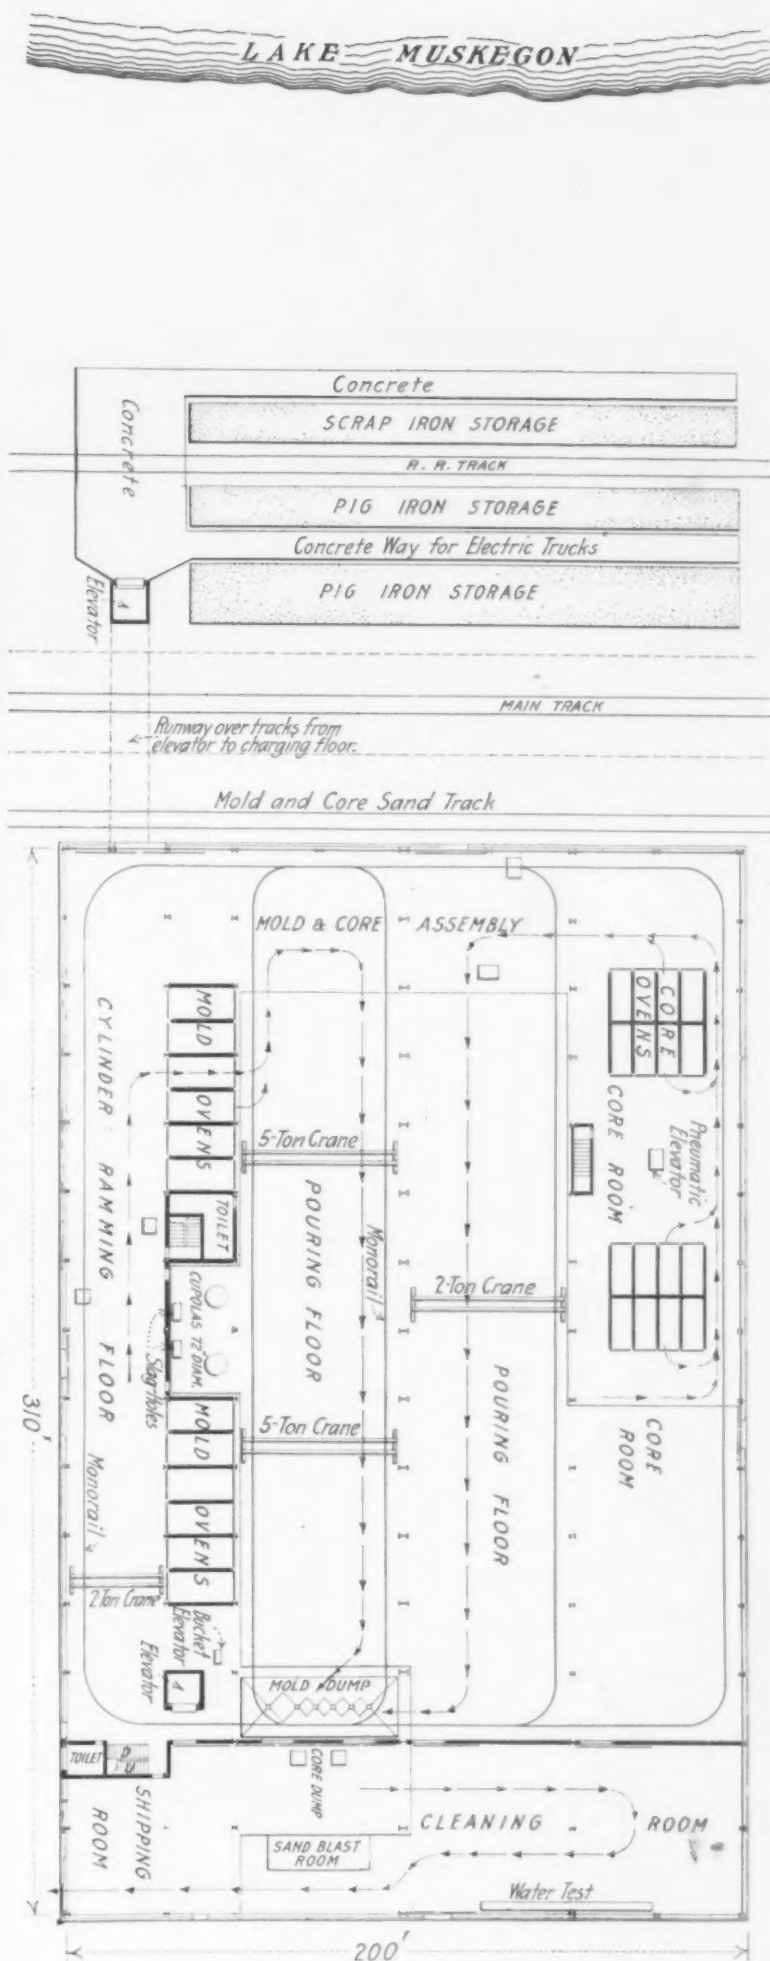 LAKE MUSKEGON
Concrete
Concrete
SCRAP IRON STORAGE
R. R. TRACK
PIG IRON STORAGE
Concrete Way for Electric Trucks
PIG IRON STORAGE
Elevator
MAIN TRACK
Runway over tracks from
elevator to charging floor.
Mold and Core Sand Track
MOLD & CORE ASSEMBLY
MOLD
OVENS
CORE
OVENS
CYLINDER RAMMING FLOOR
CORE ROOM
Pneumatic
Elevator
5-Ton Crane
TOILET
POURING FLOOR
Monorail
2-Ton Crane
CUPOLAS 72" DIAM.
Slag Holes
310'
MOLD
OVENS
5-Ton Crane
POURING FLOOR
CORE
ROOM
Monorail
2-Ton Crane
Bucket
Elevator
Elevator
MOLD DUMP
TOILET
D
U
CORE DUMP
SHIPPING
ROOM
CLEANING ROOM
SAND BLAST
ROOM
Water Test
200'